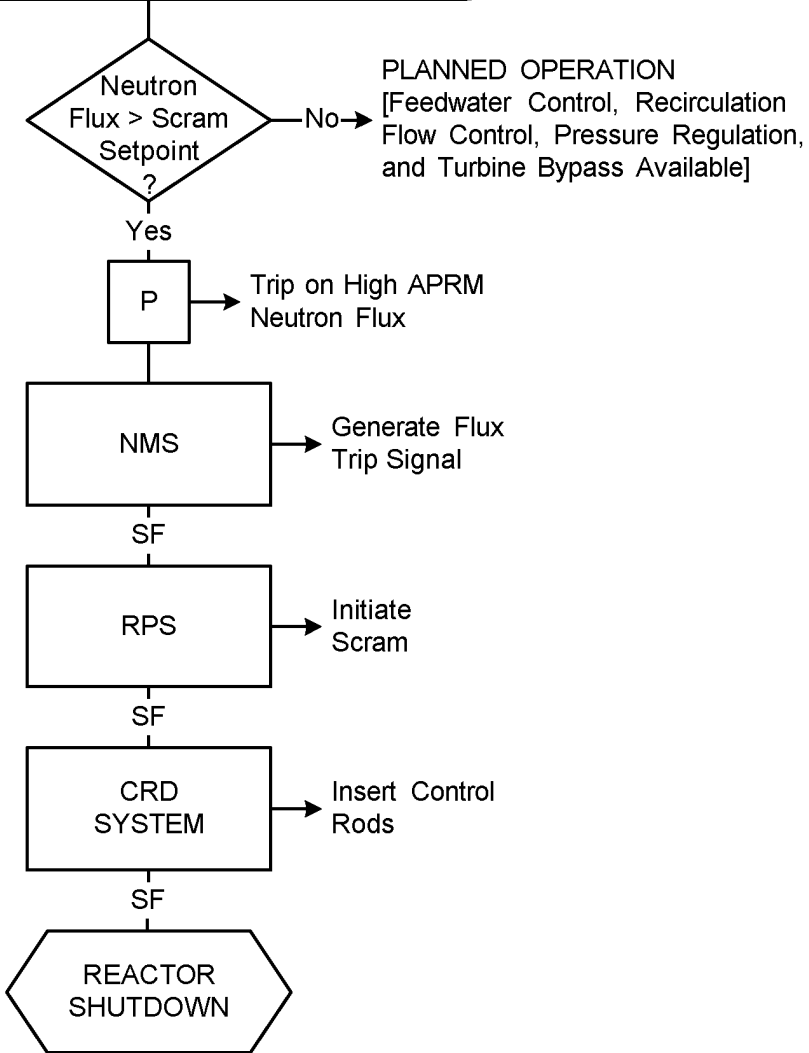 Neutron
Flux > Scram
Setpoint
?
No
PLANNED OPERATION
[Feedwater Control, Recirculation
Flow Control, Pressure Regulation,
and Turbine Bypass Available]
Yes
P
Trip on High APRM
Neutron Flux
NMS
Generate Flux
Trip Signal
SF
RPS
Initiate
Scram
SF
CRD
SYSTEM
Insert Control
Rods
SF
REACTOR
SHUTDOWN